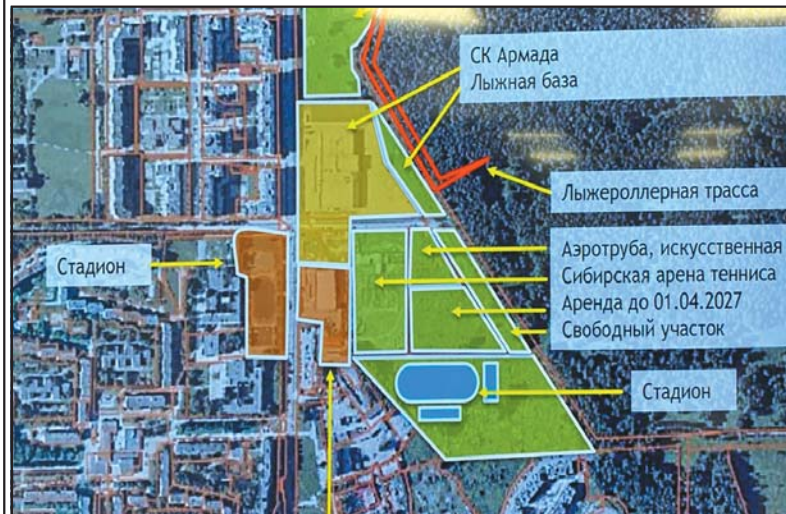 СК Армада
Лыжная база
Лыжероллерная трасса
Аэротруба, искусственная
Сибирская арена тенниса
Аренда до 01.04.2027
Свободный участок
Стадион
Стадион